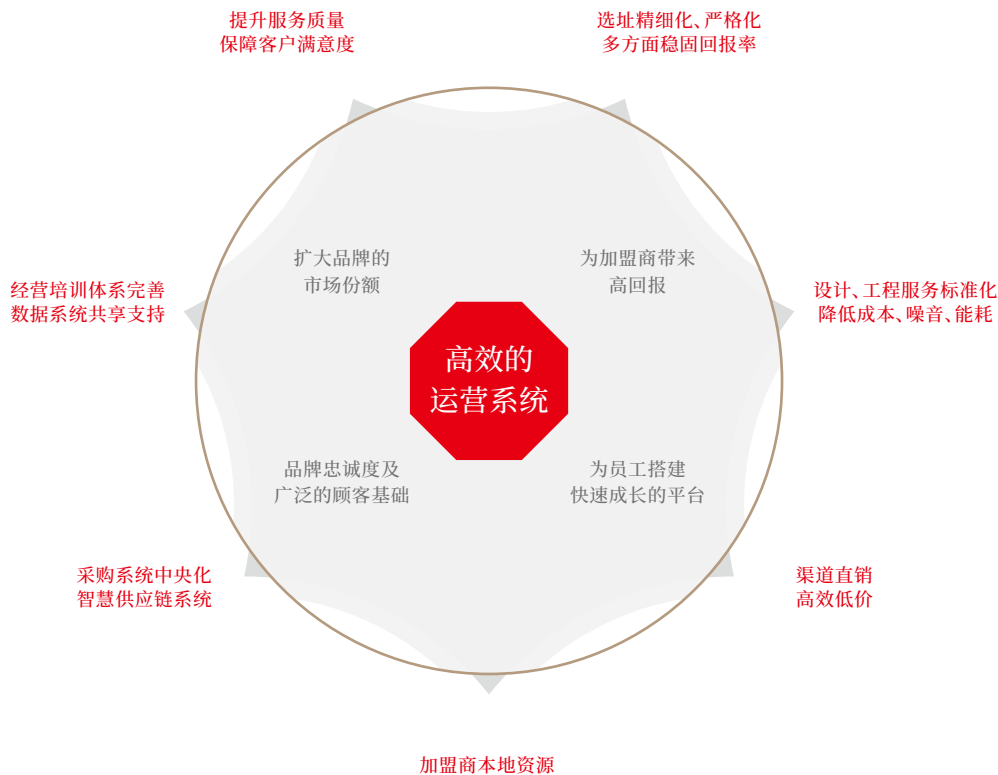 提升服务质量
保障客户满意度
选址精细化、严格化
多方面稳固回报率
扩大品牌的
市场份额
为加盟商带来
高回报
经营培训体系完善
数据系统共享支持
设计、工程服务标准化
降低成本、噪音、能耗
高效的
运营系统
品牌忠诚度及
广泛的顾客基础
为员工搭建
快速成长的平台
采购系统中央化
智慧供应链系统
渠道直销
高效低价
加盟商本地资源